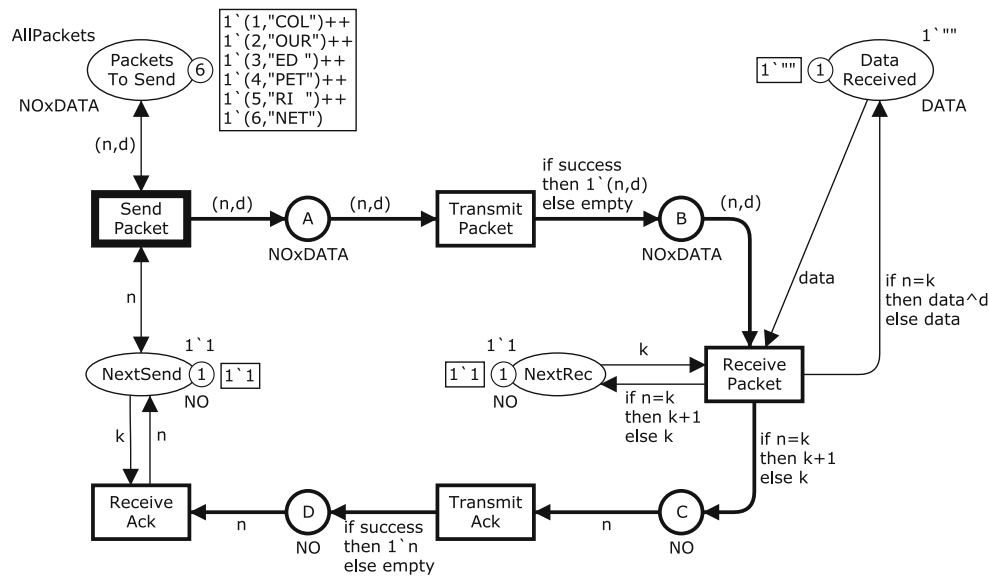 AllPackets
Packets
To Send
6
NOxDATA
1`(1,"COL")++
1`(2,"OUR")++
1`(3,"ED ")++
1`(4,"PET")++
1`(5,"RI  ")++
1`(6,"NET")
1`""
1`""
1
Data
Received
DATA
(n,d)
Send
Packet
(n,d)
A
NOxDATA
(n,d)
Transmit
Packet
if success
then 1`(n,d)
else empty
B
NOxDATA
(n,d)
data
if n=k
then data^d
else data
n
1`1
NextSend
1
1`1
NO
1`1
1`1
1
NextRec
NO
k
if n=k
then k+1
else k
Receive
Packet
k
n
if n=k
then k+1
else k
Receive
Ack
n
D
NO
if success
then 1`n
else empty
Transmit
Ack
n
C
NO